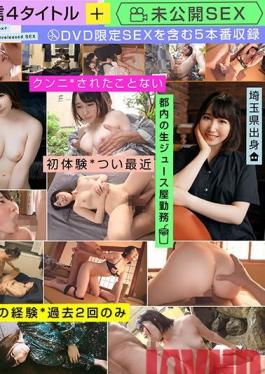 信4タイトル + 未公開SEX
released SEX
DVD限定SEXを含む5本番収録
クンニ*されたことない
都内の生ジュース屋勤務
埼玉県出身
初体験*つい最近
の経験*過去2回のみ